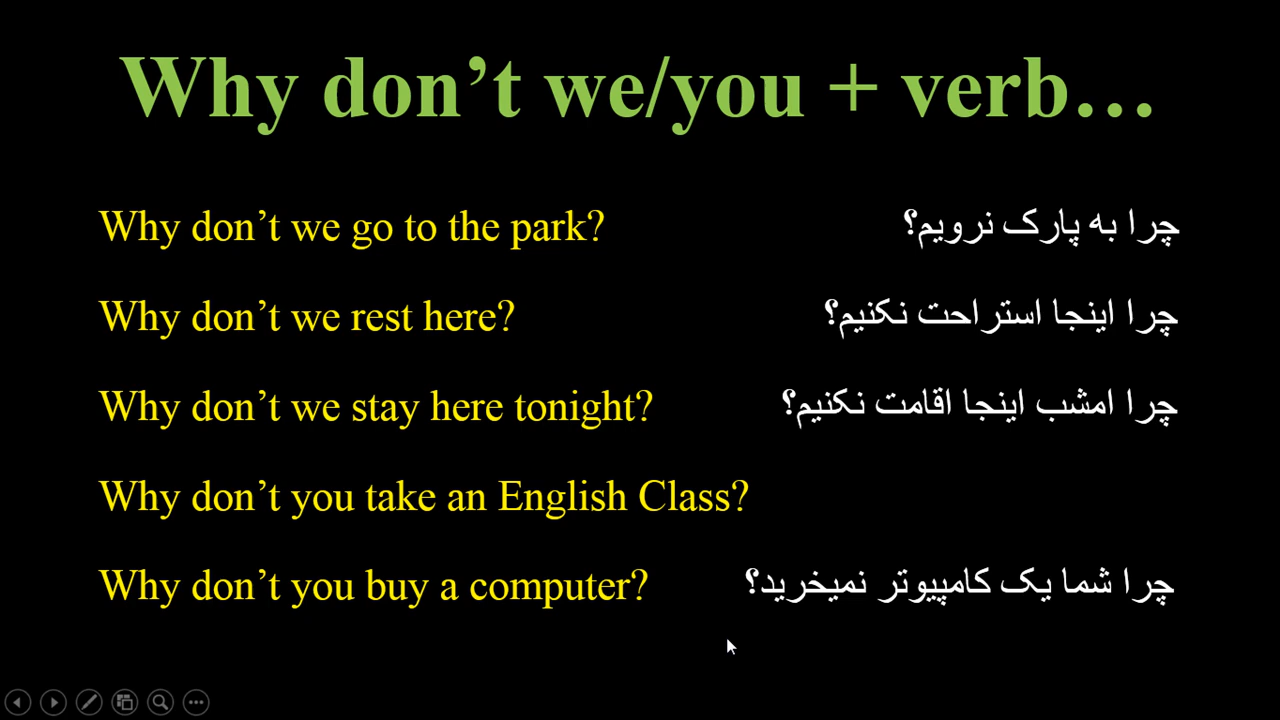 Why don’t we/you + verb…
Why don’t we go to the park? چرا به پارک نرویم؟
Why don’t we rest here? چرا اینجا استراحت نکنیم؟
Why don’t we stay here tonight? چرا امشب اینجا اقامت نکنیم؟
Why don’t you take an English Class?
Why don’t you buy a computer? چرا شما یک کامپیوتر نمیخرید؟